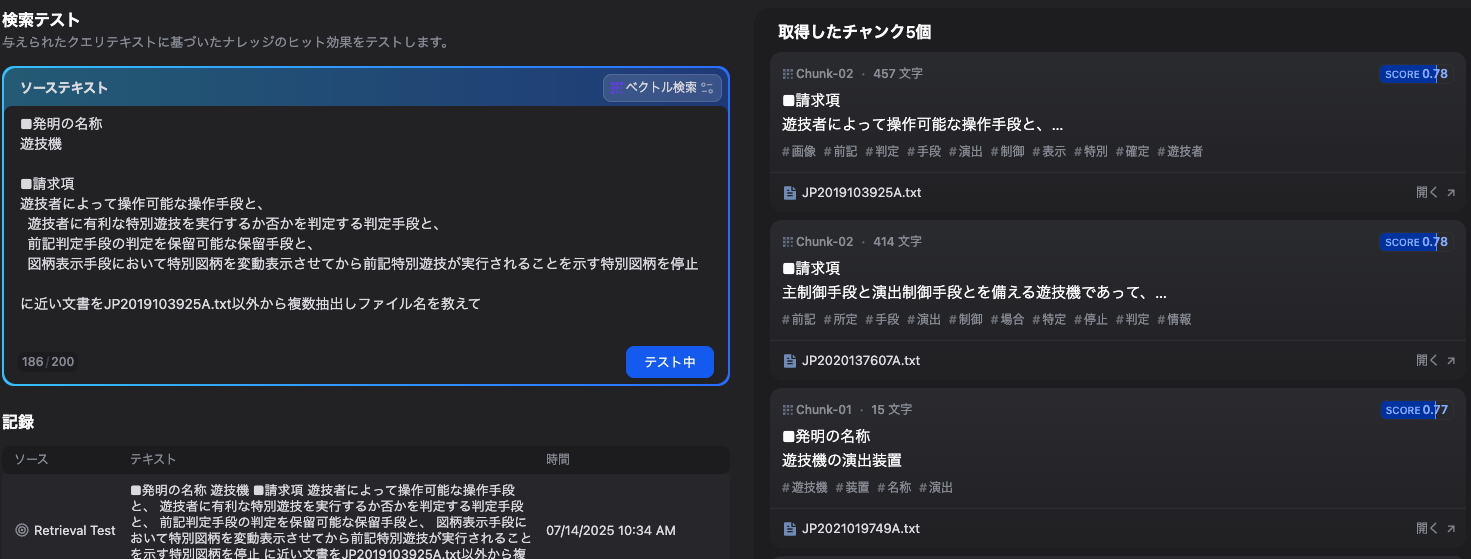 検索テスト
与えられたクエリテキストに基づいたナレッジのヒット効果をテストします。
ソーステキスト
ベクトル検索
■発明の名称
遊技機
■請求項
遊技者によって操作可能な操作手段と、
遊技者に有利な特別遊技を実行するか否かを判定する判定手段と、
前記判定手段の判定を保留可能な保留手段と、
図柄表示手段において特別図柄を変動表示させてから前記特別遊技が実行されることを示す特別図柄を停止
に近い文書をJP2019103925A.txt以外から複数抽出しファイル名を教えて
186/200
テスト中
記録
ソース テキスト 時間
Retrieval Test
■発明の名称 遊技機 ■請求項 遊技者によって操作可能な操作手段
と、 遊技者に有利な特別遊技を実行するか否かを判定する判定手段
と、 前記判定手段の判定を保留可能な保留手段と、 図柄表示手段に
おいて特別図柄を変動表示させてから前記特別遊技が実行されること
を示す特別図柄を停止 に近い文書をJP2019103925A.txt以外から複
07/14/2025 10:34 AM
取得したチャンク5個
Chunk-02 · 457 文字
SCORE 0.78
■請求項
遊技者によって操作可能な操作手段と、...
#画像 #前記 #判定 #手段 #演出 #制御 #表示 #特別 #確定 #遊技者
JP2019103925A.txt
開く
Chunk-02 · 414 文字
SCORE 0.78
■請求項
主制御手段と演出制御手段とを備える遊技機であって、...
#前記 #所定 #手段 #演出 #制御 #場合 #特定 #停止 #判定 #情報
JP2020137607A.txt
開く
Chunk-01 · 15 文字
SCORE 0.77
■発明の名称
遊技機の演出装置
#遊技機 #装置 #名称 #演出
JP2021019749A.txt
開く